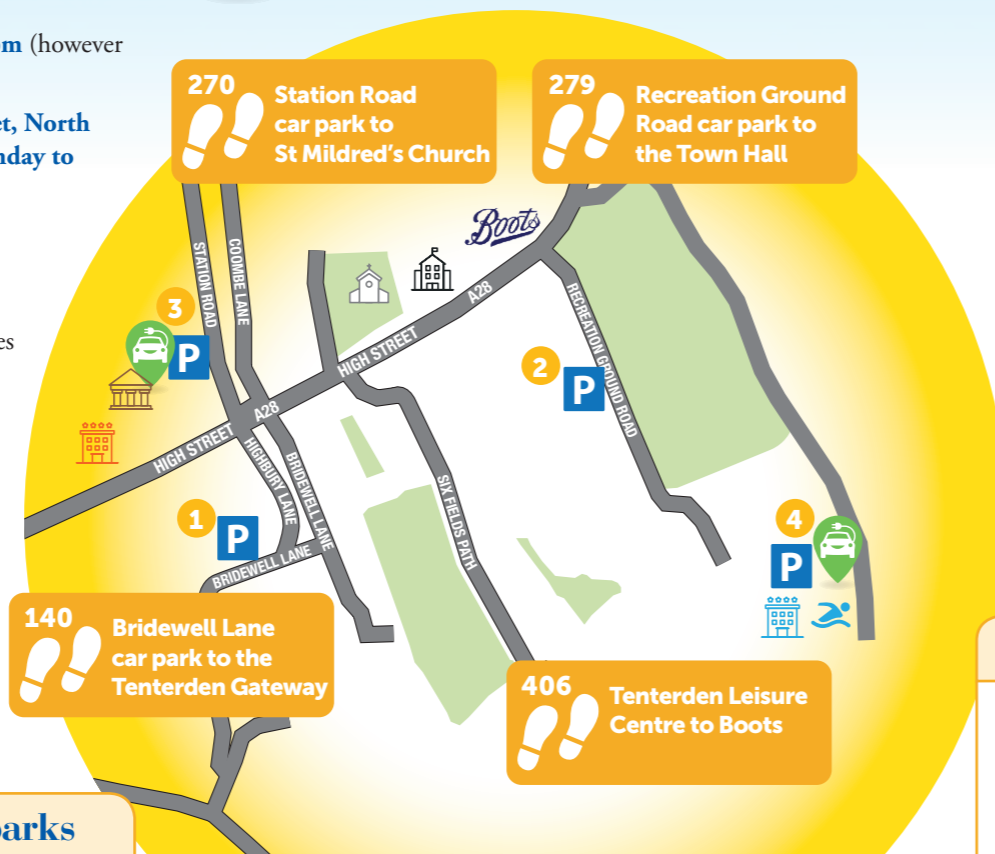 m (however
et, North
nday to
es
270
Station Road
car park to
St Mildred's Church
279
Recreation Ground
Road car park to
the Town Hall
Boots
STATION ROAD
COOMBE LANE
HIGH STREET
A28
RECREATION GROUND ROAD
3
P
2
P
HIGH STREET
A28
HIGHBURY LANE
BRIDEWELL LANE
SIX FIELDS PATH
1
P
BRIDEWELL LANE
4
P
140
Bridewell Lane
car park to the
Tenterden Gateway
406
Tenterden Leisure
Centre to Boots
arks